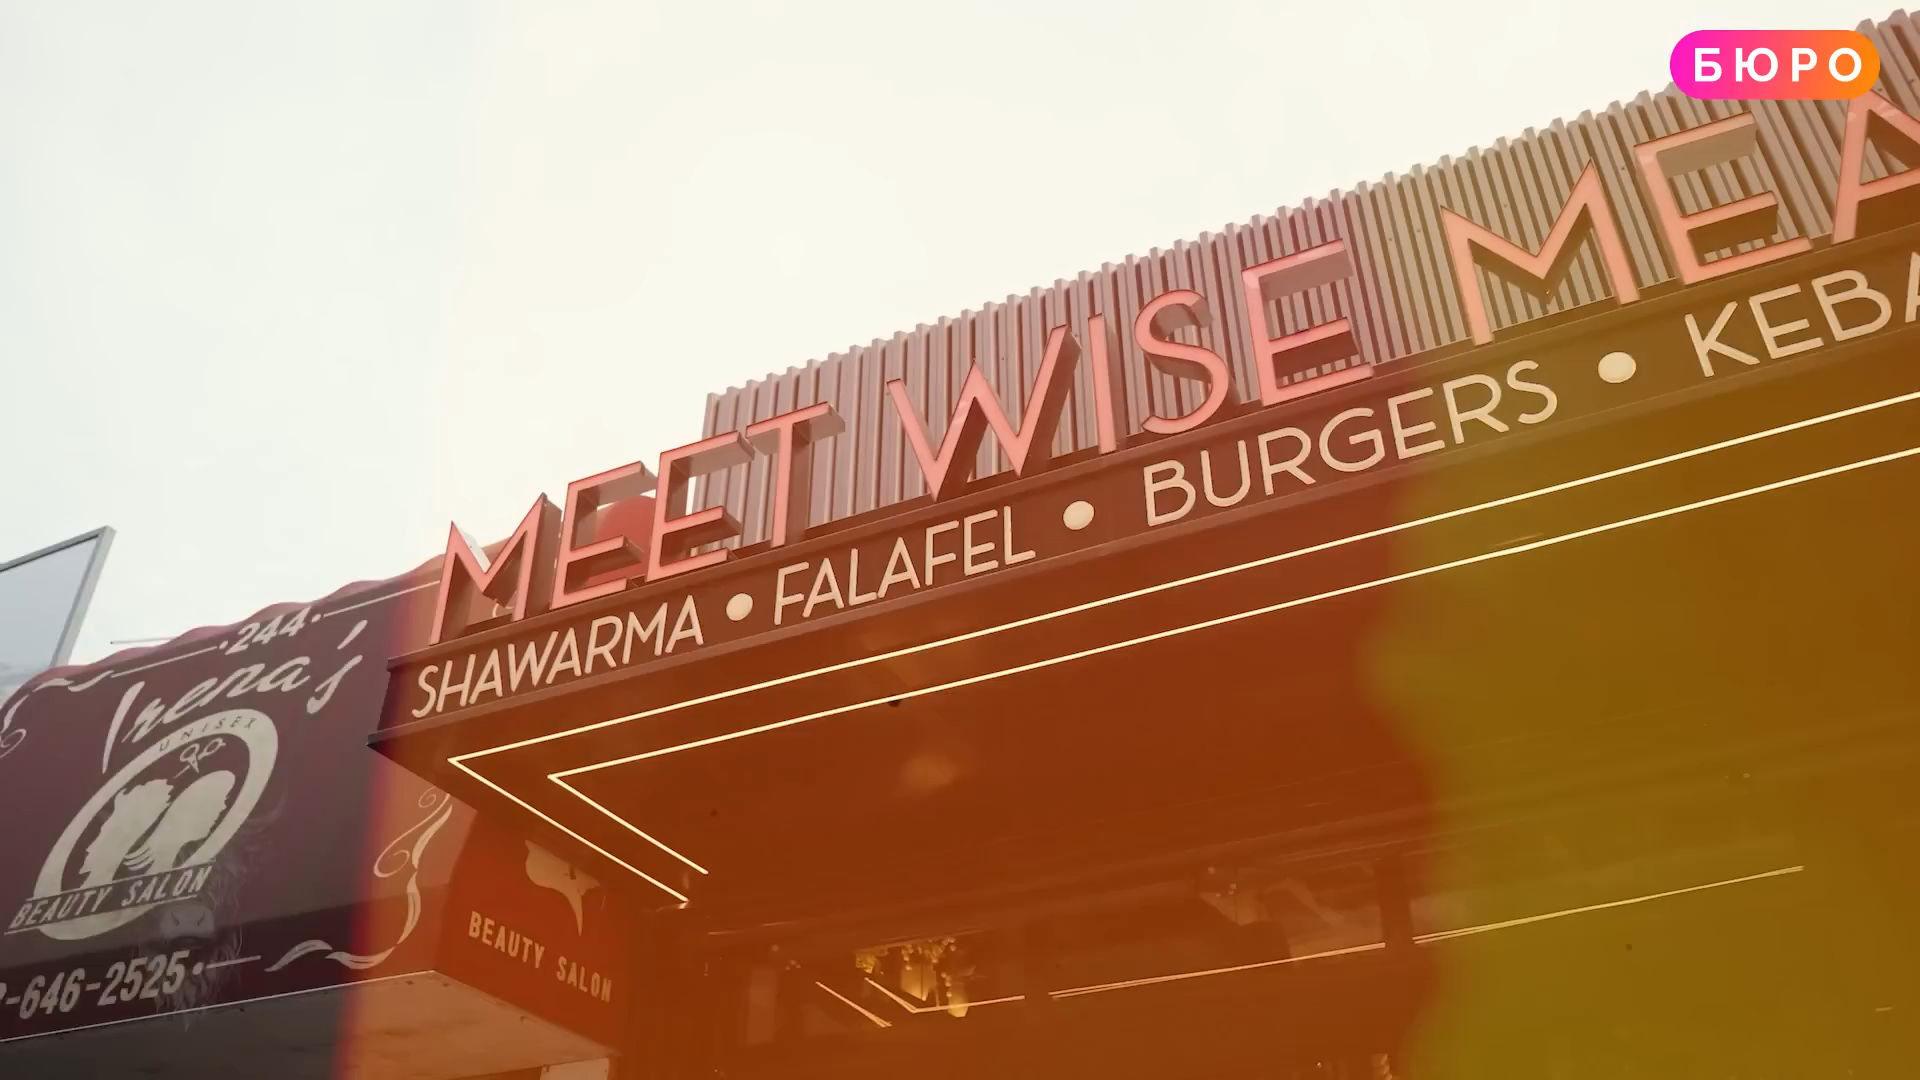 БЮРО
MEET WISE MEA
SHAWARMA • FALAFEL • BURGERS • KEBA
•244•
Irena's
UNISEX
BEAUTY SALON
-646-2525•
BEAUTY SALON